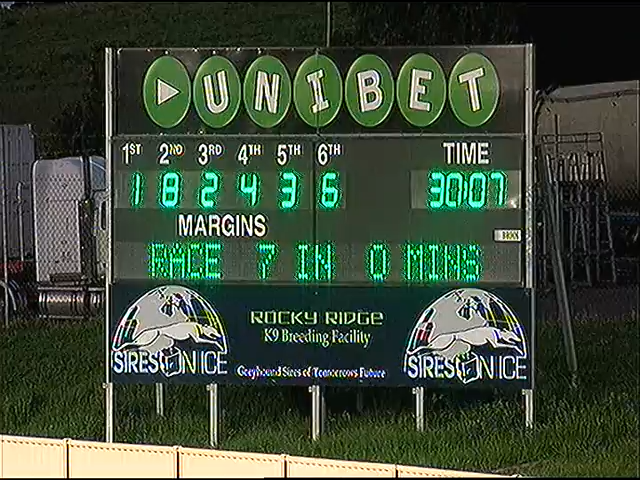 UNIBET
1ST 2ND 3RD 4TH 5TH 6TH TIME
1 8 2 4 3 6 30:07
MARGINS
RACE 7 IN 0 MINS
ROCKY RIDGE
K9 Breeding Facility
SIRES ON ICE
SIRES ON ICE
Greyhound Sires of Tomorrows Future